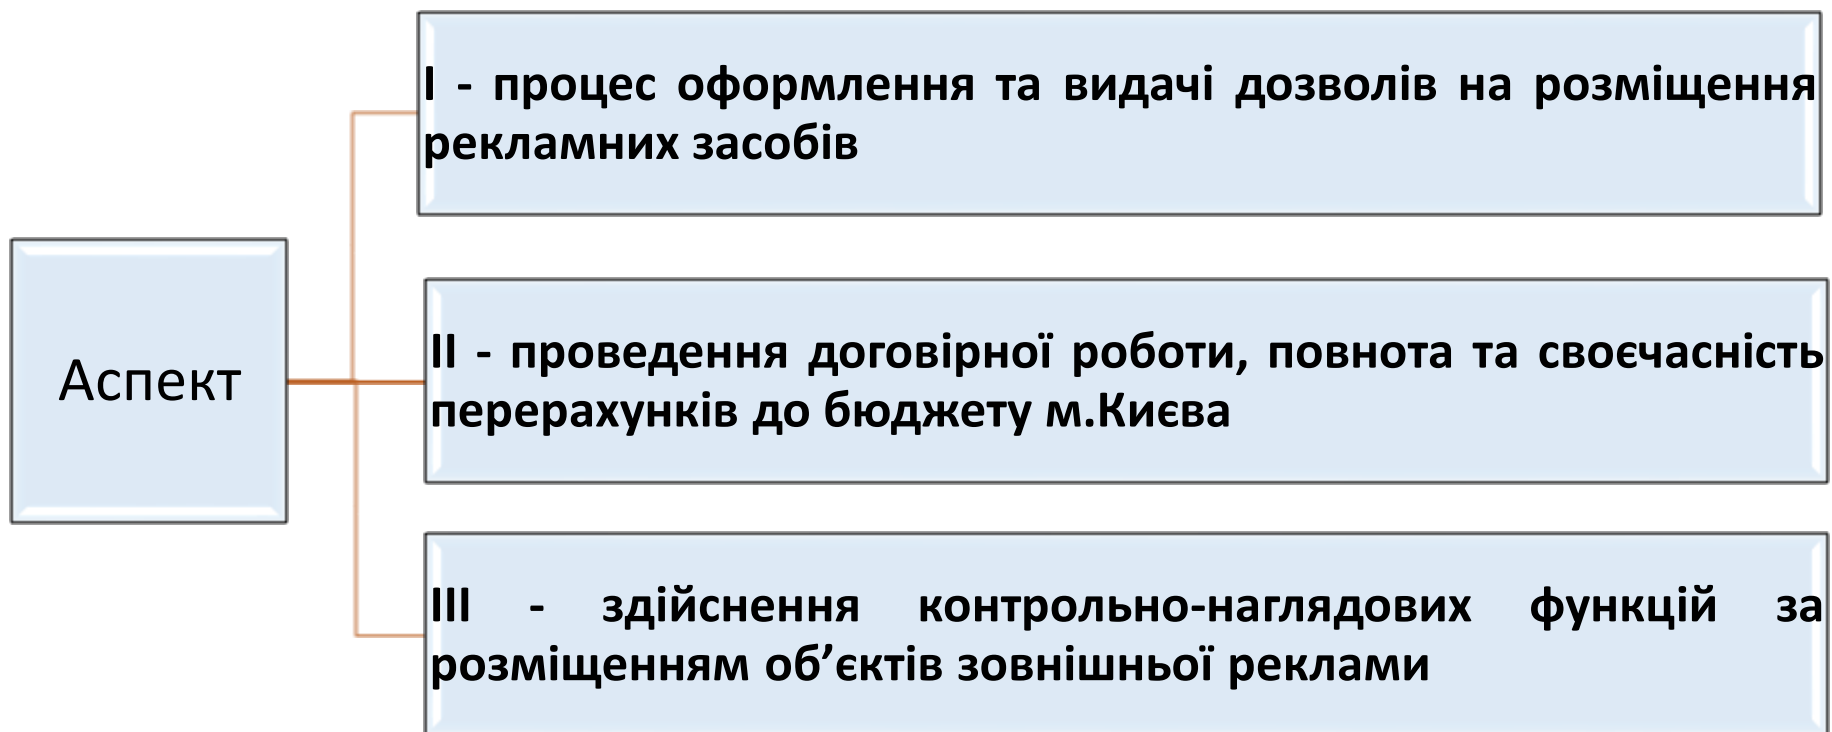 I - процес оформлення та видачі дозволів на розміщення
рекламних засобів
Аспект
II - проведення договірної роботи, повнота та своєчасність
перерахунків до бюджету м.Києва
III - здійснення контрольно-наглядових функцій за
розміщенням об’єктів зовнішньої реклами